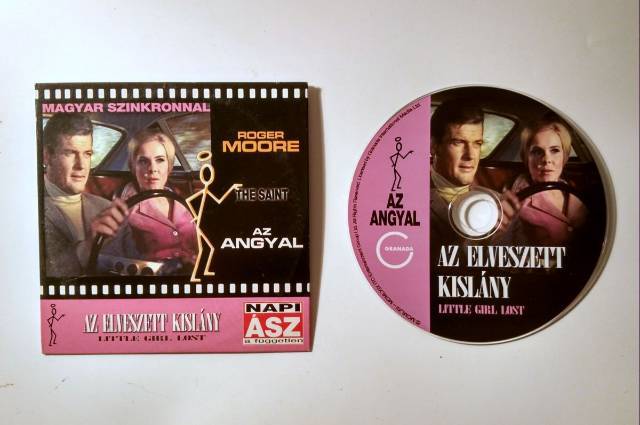 MAGYAR SZINKRONNAL
ROGER
MOORE
THE SAINT
AZ
ANGYAL
AZ ELVESZETT KISLÁNY
LITTLE GIRL LOST
NAPI
ÁSZ
a független
AZ
ANGYAL
GRANADA
AZ ELVESZETT
KISLÁNY
LITTLE GIRL LOST